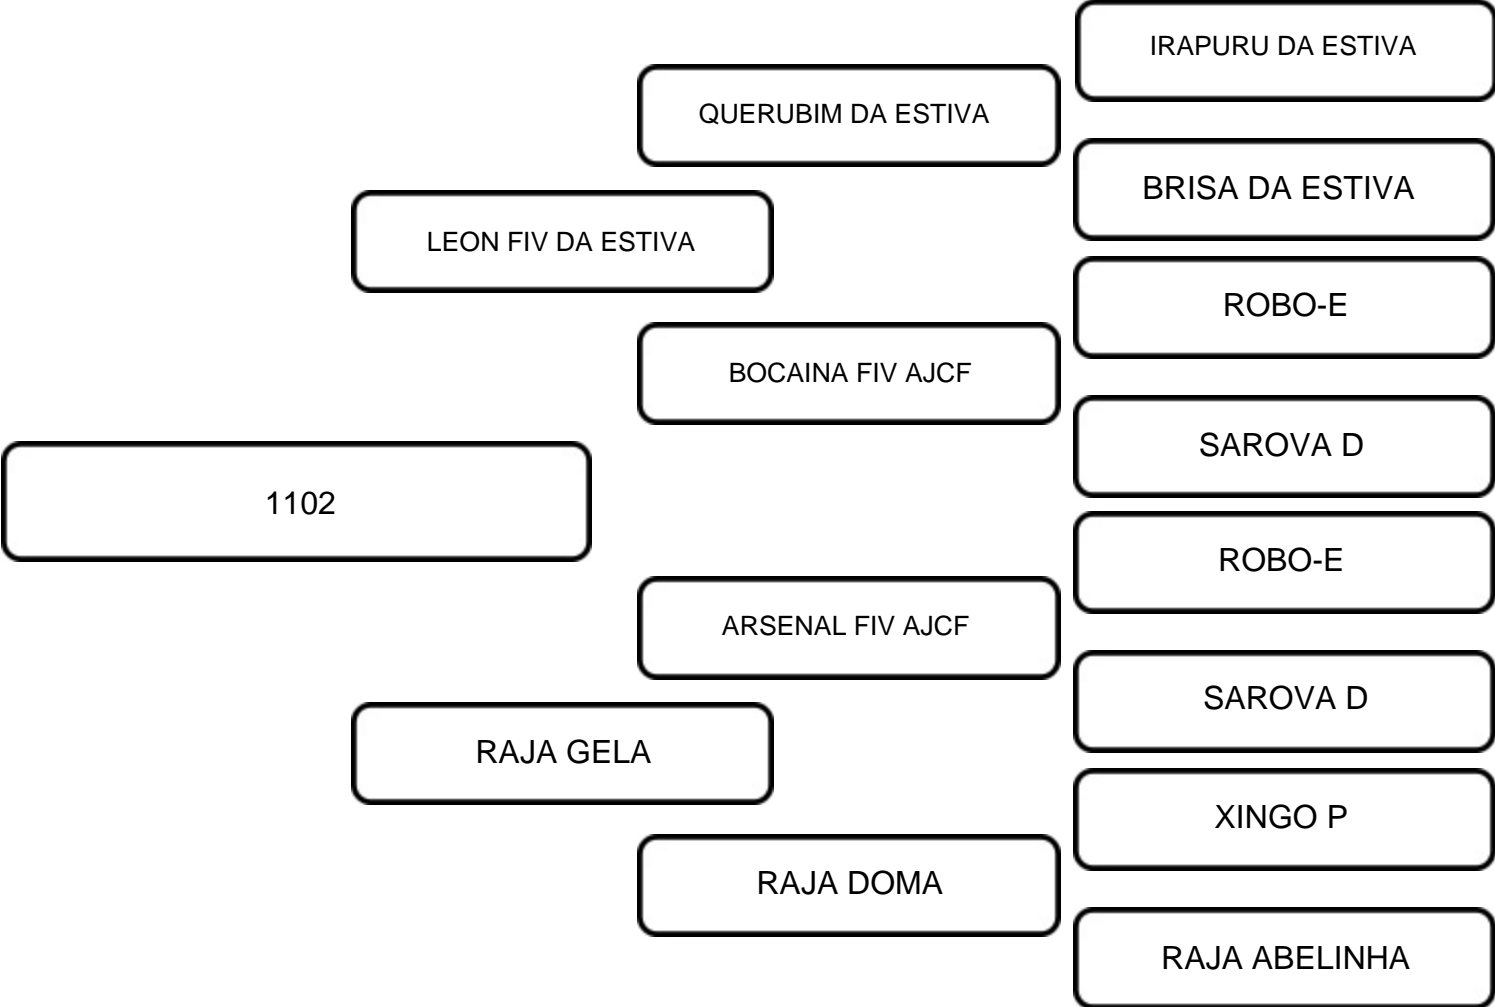 IRAPURU DA ESTIVA
QUERUBIM DA ESTIVA
BRISA DA ESTIVA
LEON FIV DA ESTIVA
ROBO-E
BOCAINA FIV AJCF
SAROVA D
1102
ROBO-E
ARSENAL FIV AJCF
SAROVA D
RAJA GELA
XINGO P
RAJA DOMA
RAJA ABELINHA